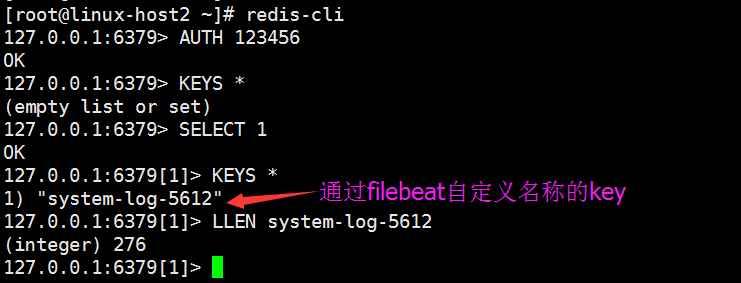 [root@linux-host2 ~]# redis-cli
127.0.0.1:6379> AUTH 123456
OK
127.0.0.1:6379> KEYS *
(empty list or set)
127.0.0.1:6379> SELECT 1
OK
127.0.0.1:6379[1]> KEYS *
1) "system-log-5612" 通过filebeat自定义名称的key
127.0.0.1:6379[1]> LLEN system-log-5612
(integer) 276
127.0.0.1:6379[1]>